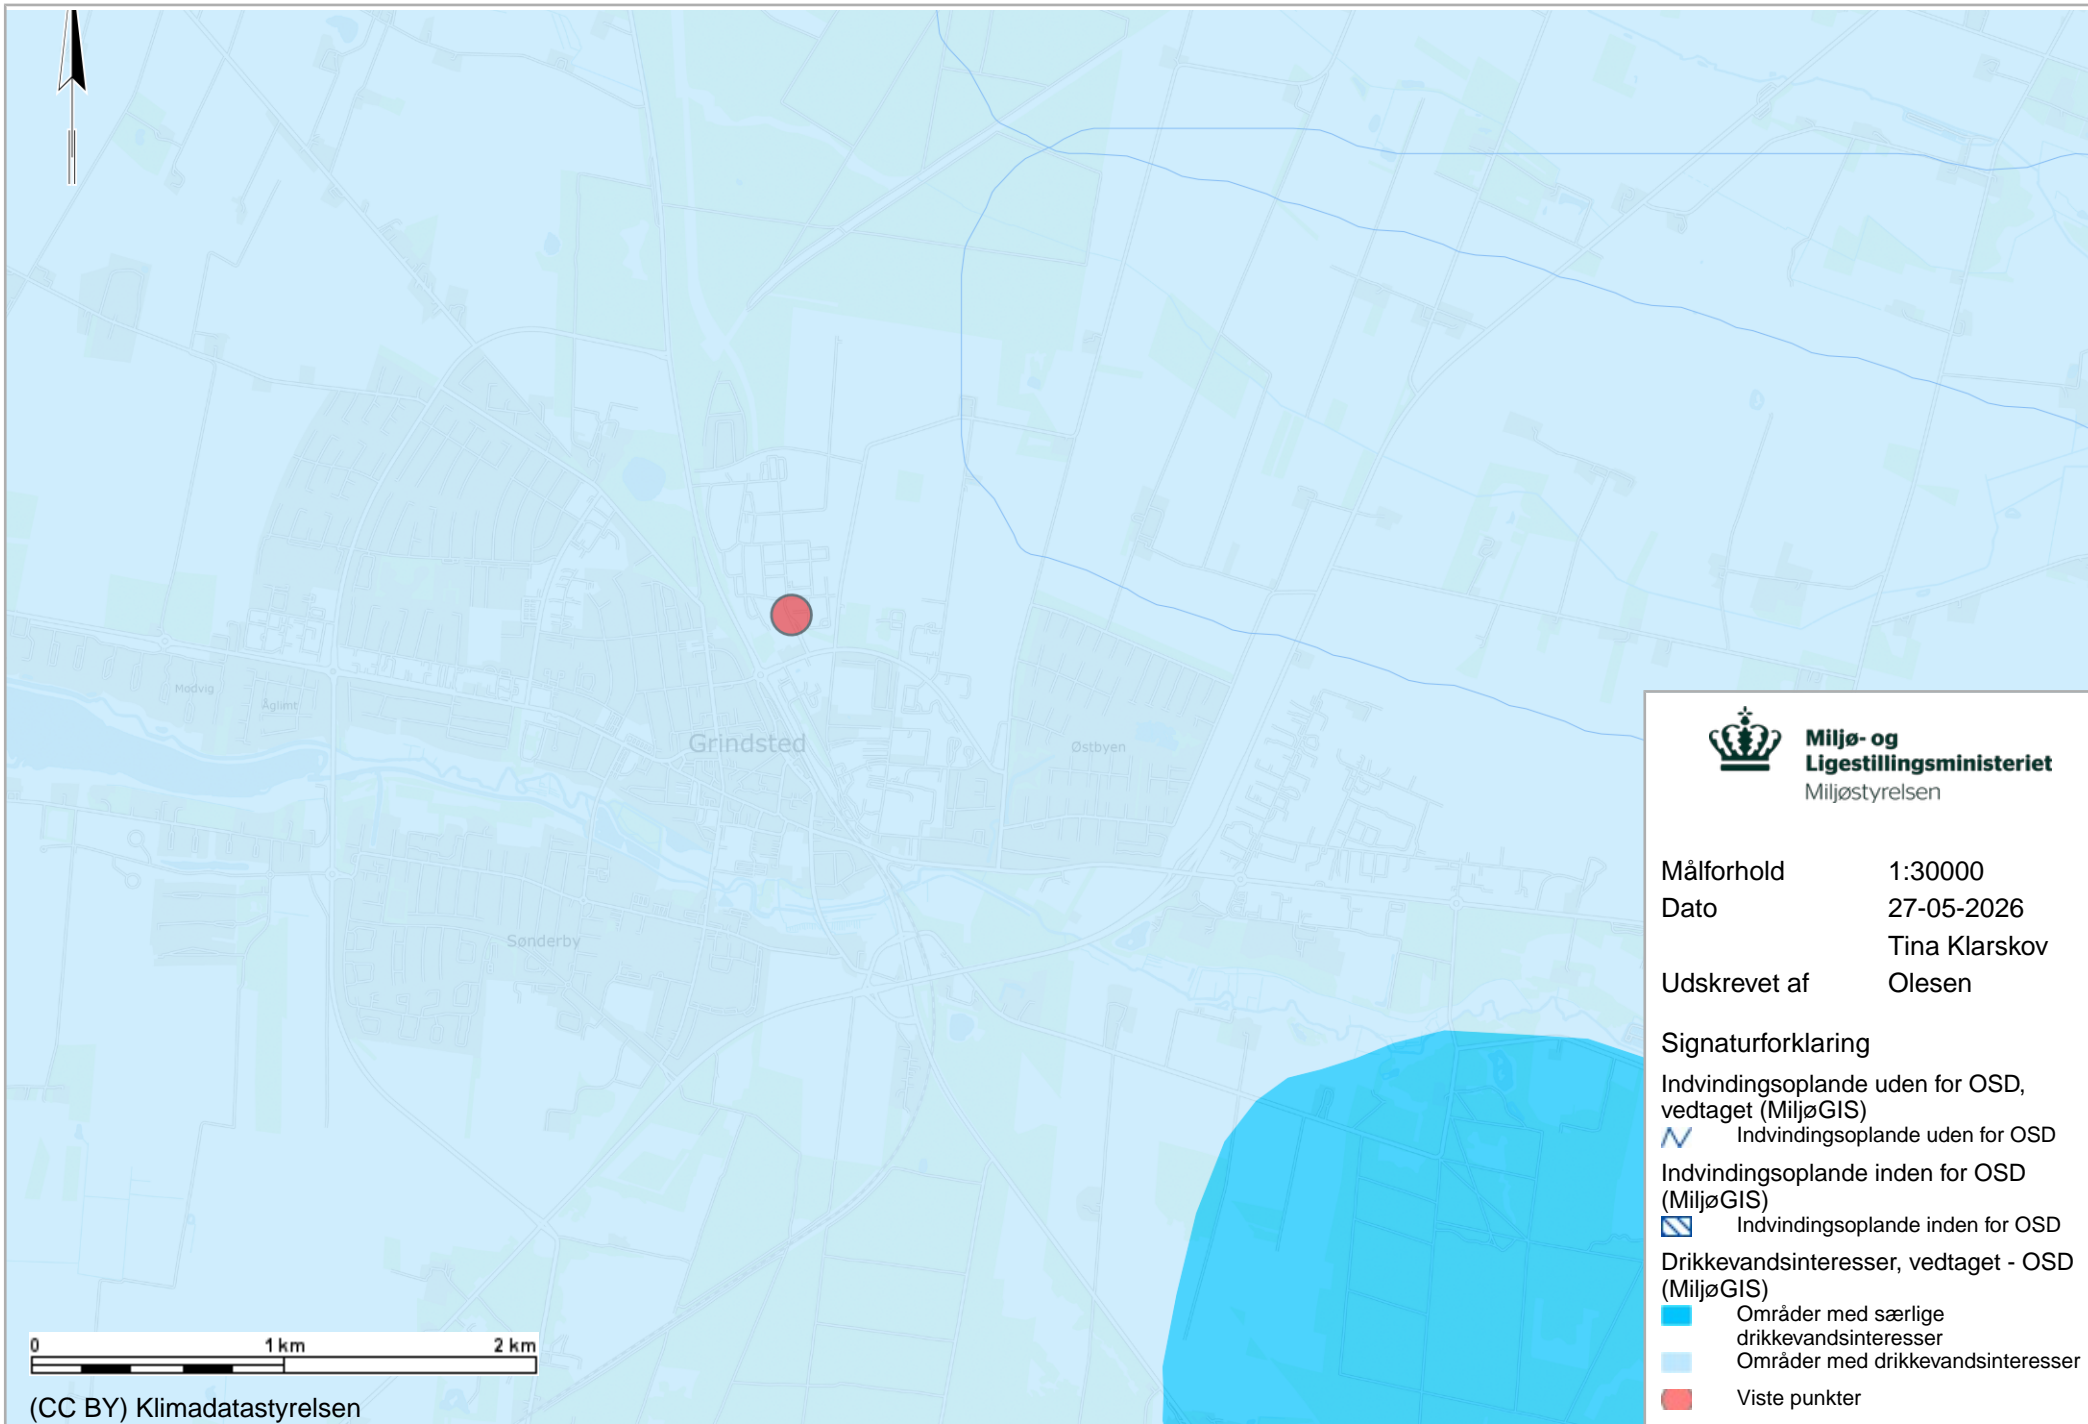 Modvig
Åglimt
Grindsted
Østbyen
Sønderby
Miljø- og
Ligestillingsministeriet
Miljøstyrelsen
Målforhold 1:30000
Dato 27-05-2026
Tina Klarskov
Udskrevet af Olesen
Signaturforklaring
Indvindingsoplande uden for OSD,
vedtaget (MiljøGIS)
Indvindingsoplande uden for OSD
Indvindingsoplande inden for OSD
(MiljøGIS)
Indvindingsoplande inden for OSD
Drikkevandsinteresser, vedtaget - OSD
(MiljøGIS)
Områder med særlige
drikkevandsinteresser
Områder med drikkevandsinteresser
Viste punkter
0 1 km 2 km
(CC BY) Klimadatastyrelsen